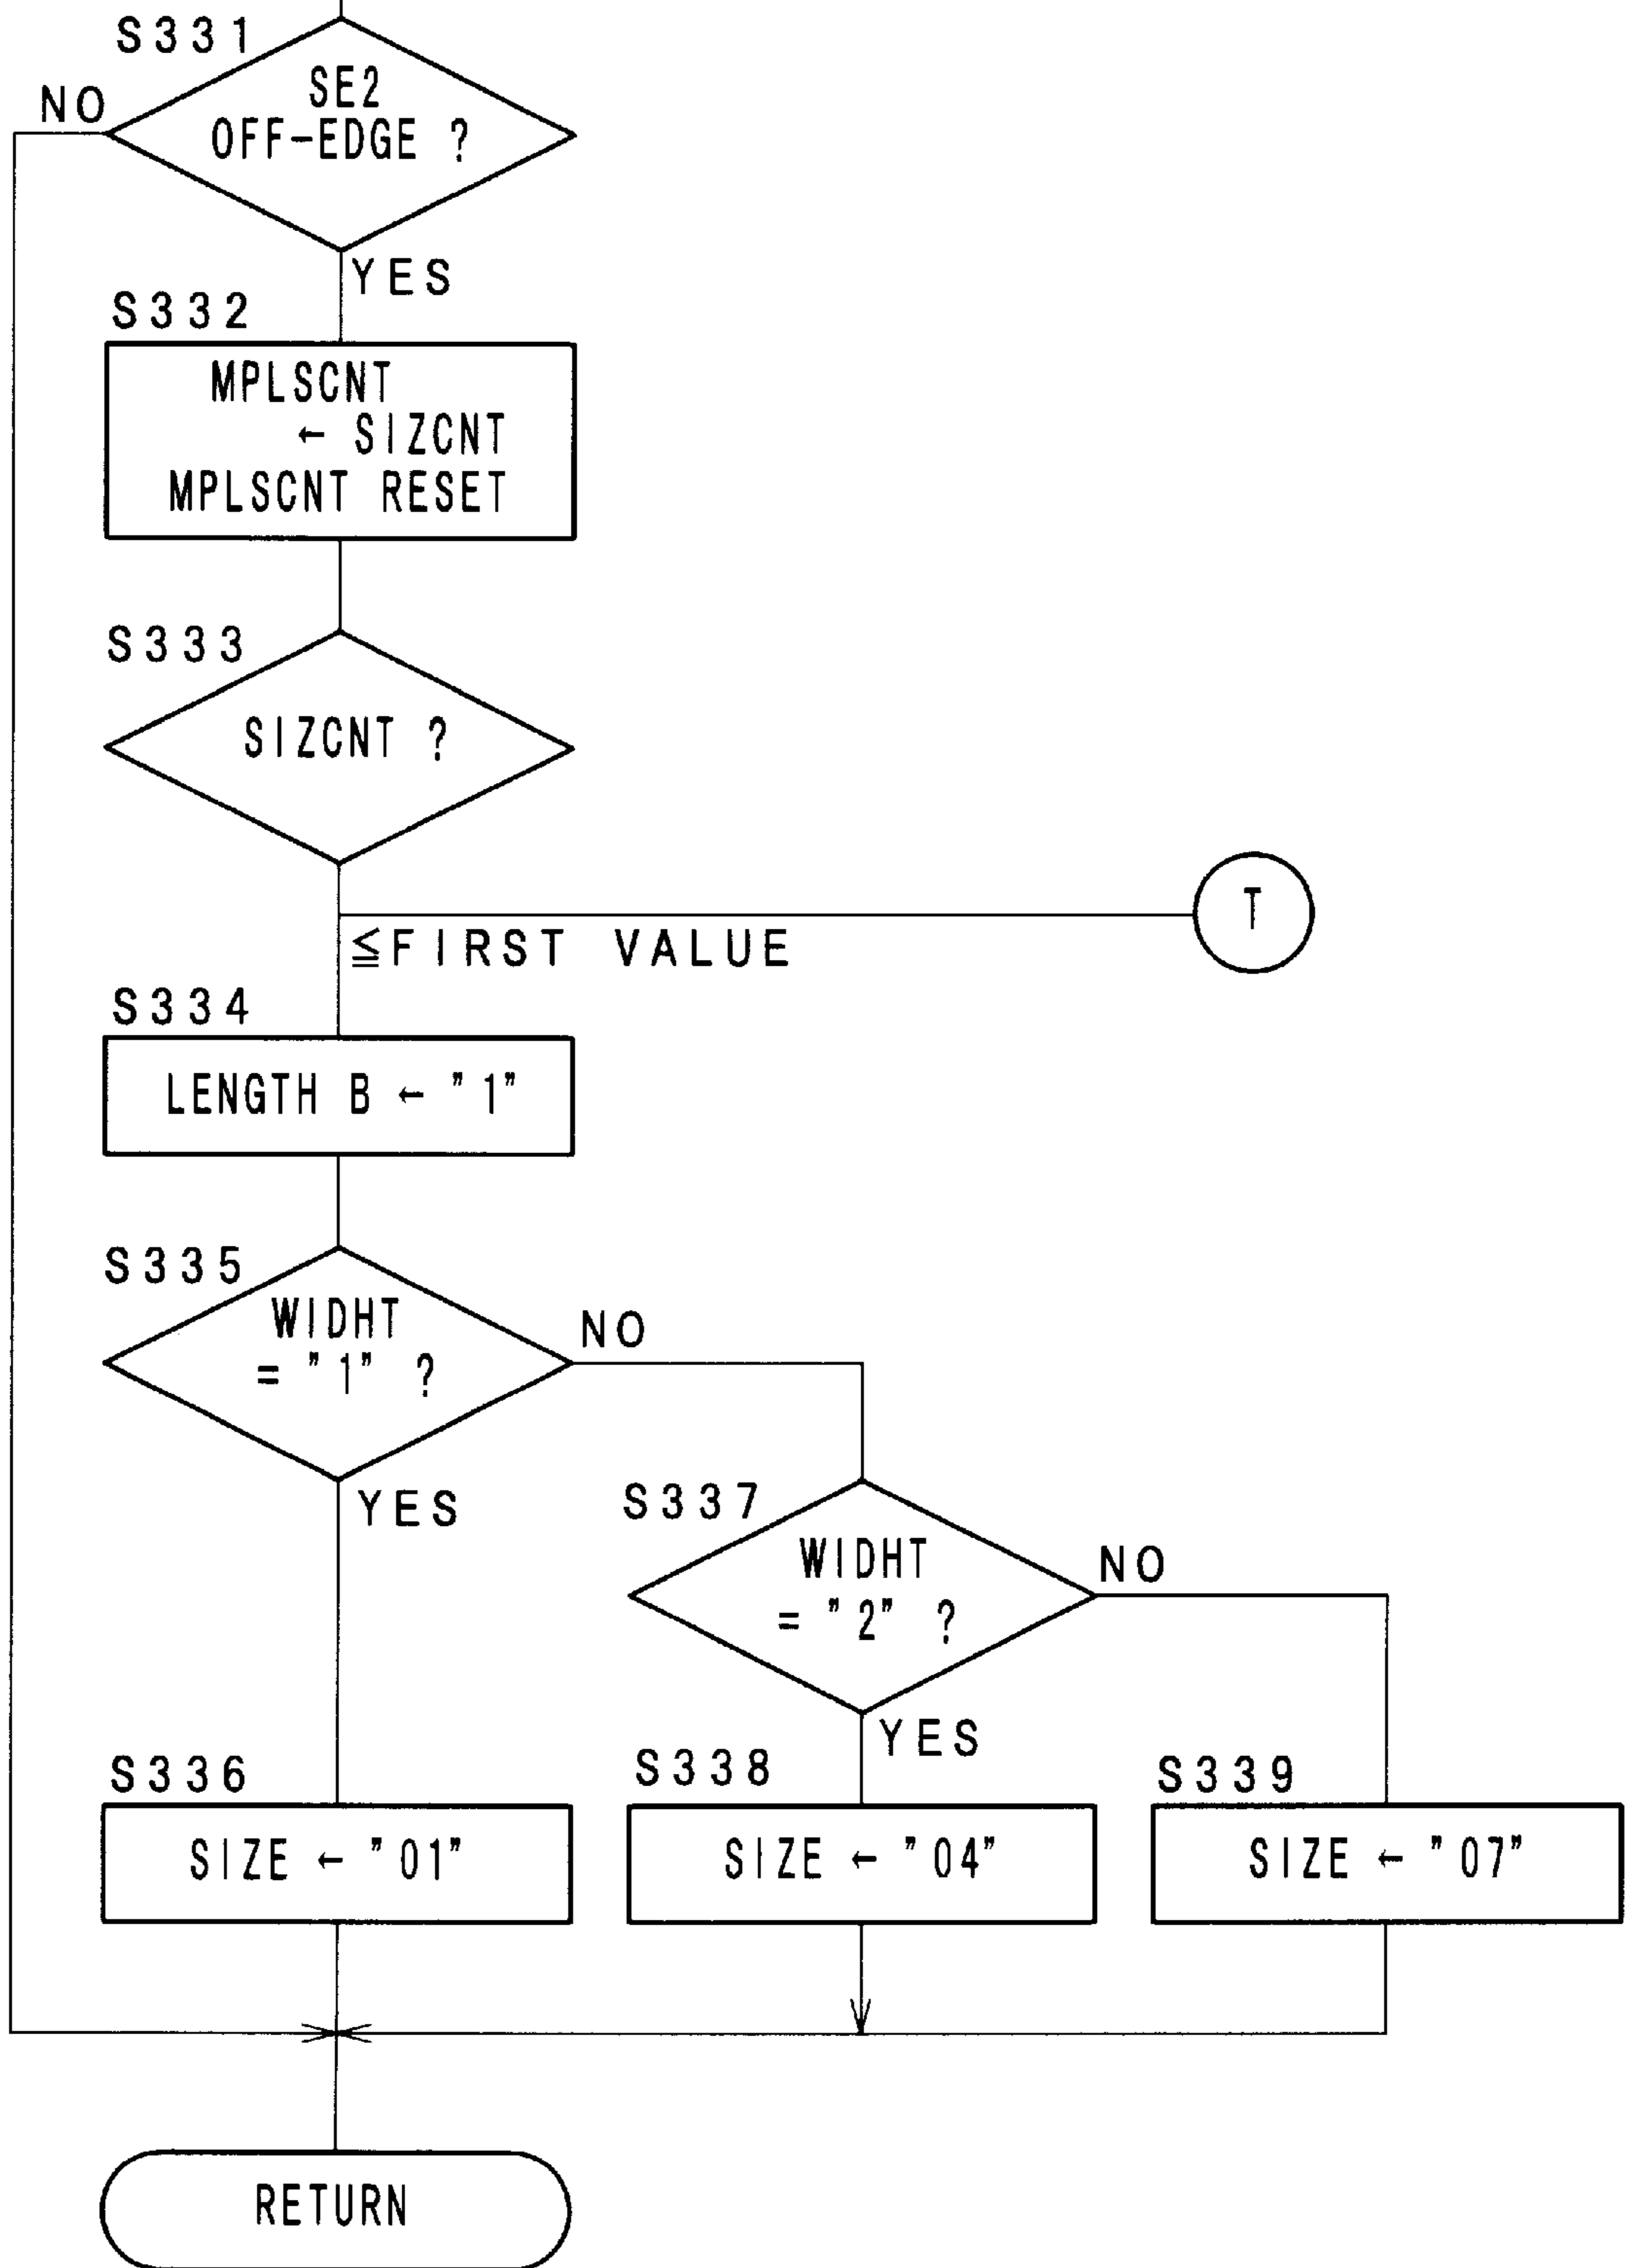 S331
NO
SE2
OFF-EDGE ?
YES
S332
MPLSCNT
← SIZCNT
MPLSCNT RESET
S333
SIZCNT ?
T
≦FIRST VALUE
S334
LENGTH B ← "1"
S335
WIDHT
= "1" ?
NO
YES
S337
WIDHT
= "2" ?
NO
YES
S336
SIZE ← "01"
S338
SIZE ← "04"
S339
SIZE ← "07"
RETURN